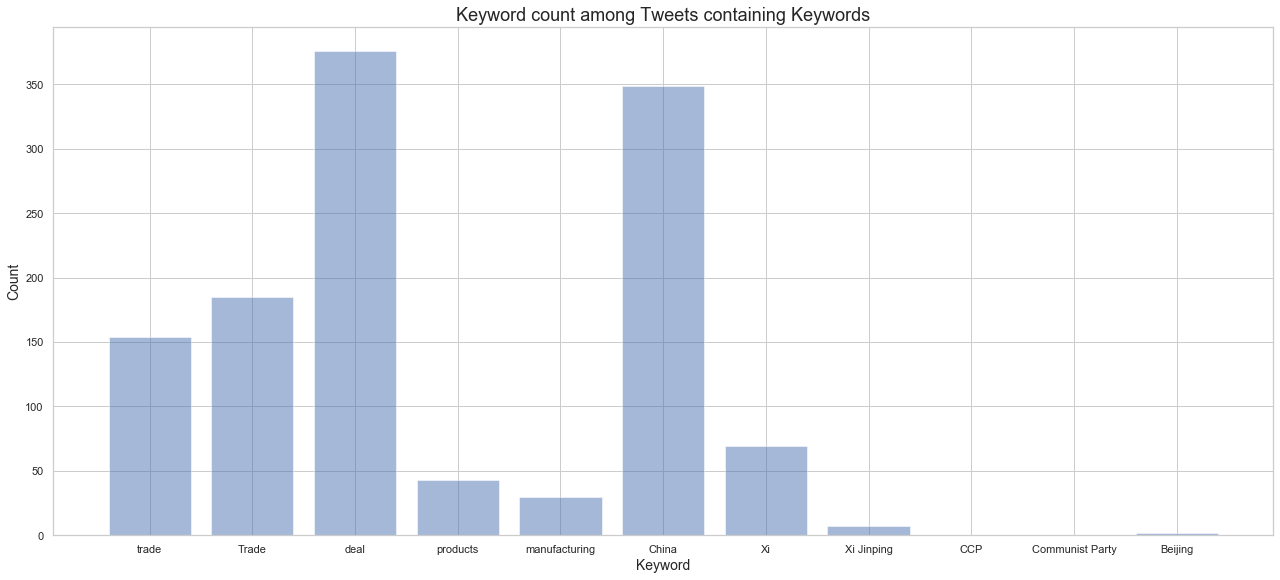 Keyword count among Tweets containing Keywords
350
300
250
200
150
100
50
0
Count
trade Trade deal products manufacturing China Xi Xi Jinping CCP Communist Party Beijing
Keyword